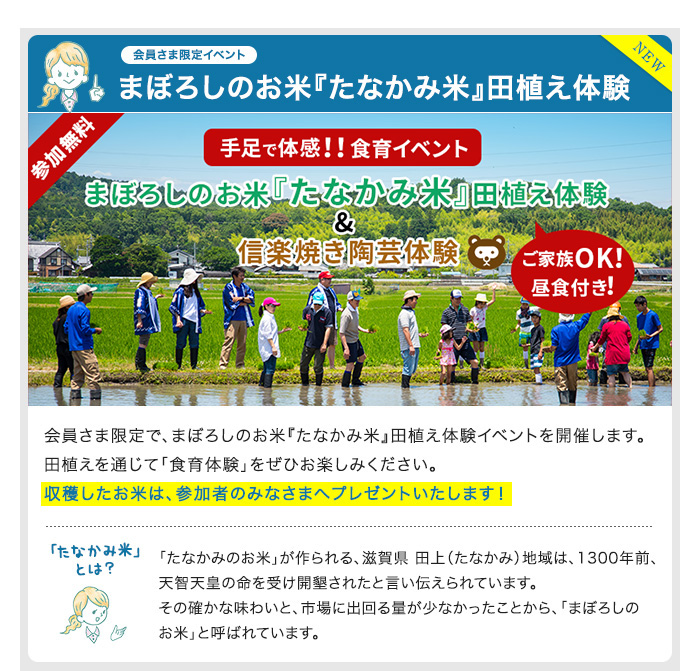 会員さま限定イベント
まぼろしのお米『たなかみ米』田植え体験
NEW
参加無料
手足で体感!!食育イベント
まぼろしのお米『たなかみ米』田植え体験
&
信楽焼き陶芸体験
ご家族OK!
昼食付き!
会員さま限定で、まぼろしのお米『たなかみ米』田植え体験イベントを開催します。
田植えを通じて「食育体験」をぜひお楽しみください。
収穫したお米は、参加者のみなさまへプレゼントいたします！
「たなかみ米」
とは？
「たなかみのお米」が作られる、滋賀県 田上（たなかみ）地域は、1300年前、
天智天皇の命を受け開墾されたと言い伝えられています。
その確かな味わいと、市場に出回る量が少なかったことから、「まぼろしの
お米」と呼ばれています。